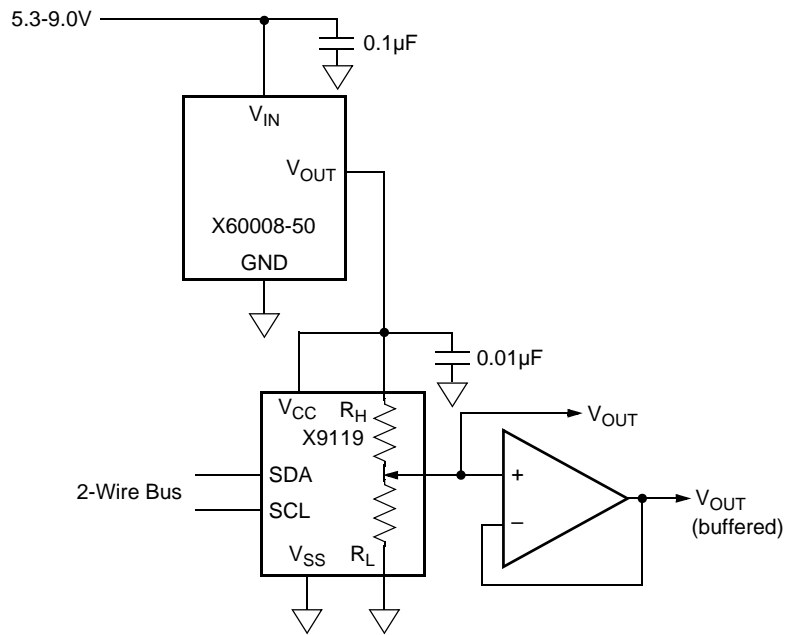 5.3-9.0V
0.1µF
VIN
VOUT
X60008-50
GND
0.01µF
VCC
RH
X9119
VOUT
2-Wire Bus
SDA
SCL
+
–
VOUT
(buffered)
VSS
RL